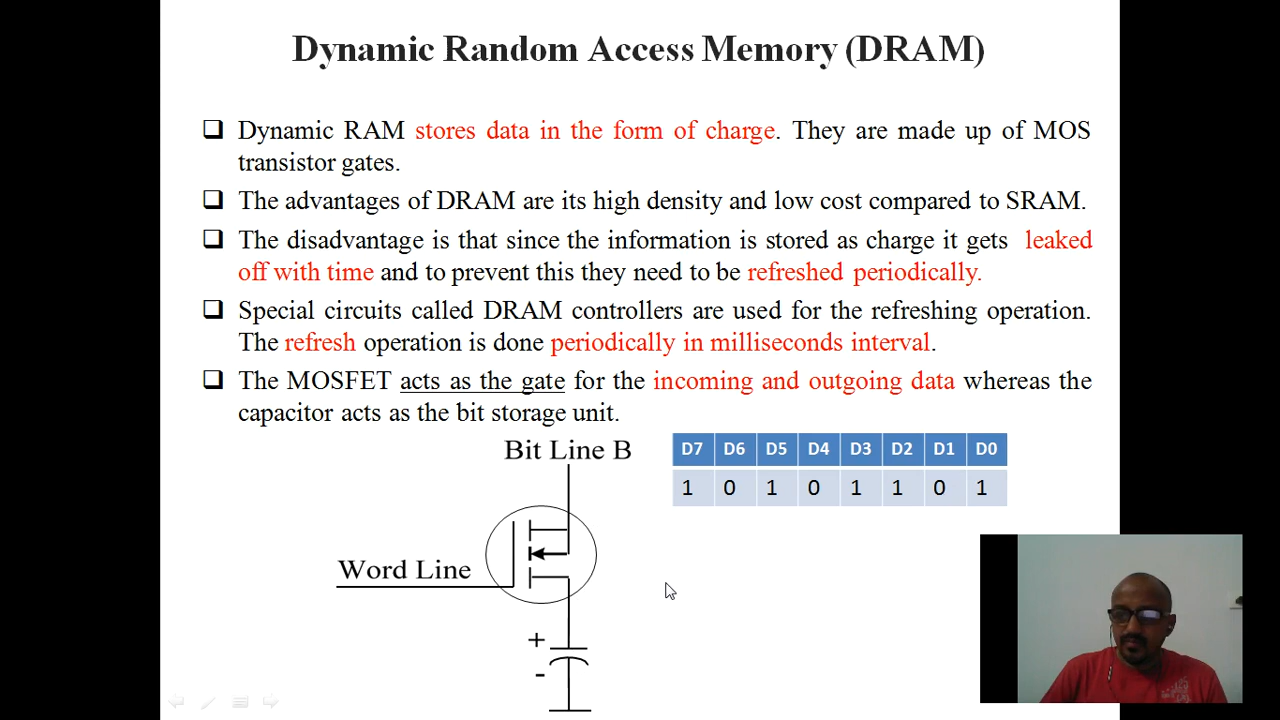 Dynamic Random Access Memory (DRAM)
Dynamic RAM stores data in the form of charge. They are made up of MOS
transistor gates.
The advantages of DRAM are its high density and low cost compared to SRAM.
The disadvantage is that since the information is stored as charge it gets leaked
off with time and to prevent this they need to be refreshed periodically.
Special circuits called DRAM controllers are used for the refreshing operation.
The refresh operation is done periodically in milliseconds interval.
The MOSFET acts as the gate for the incoming and outgoing data whereas the
capacitor acts as the bit storage unit.
Bit Line B
D7 D6 D5 D4 D3 D2 D1 D0
1 0 1 0 1 1 0 1
Word Line
+
-